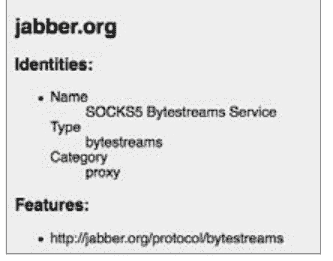 jabber.org
Identities:
• Name
SOCKS5 Bytestreams Service
Type
bytestreams
Category
proxy
Features:
• http://jabber.org/protocol/bytestreams